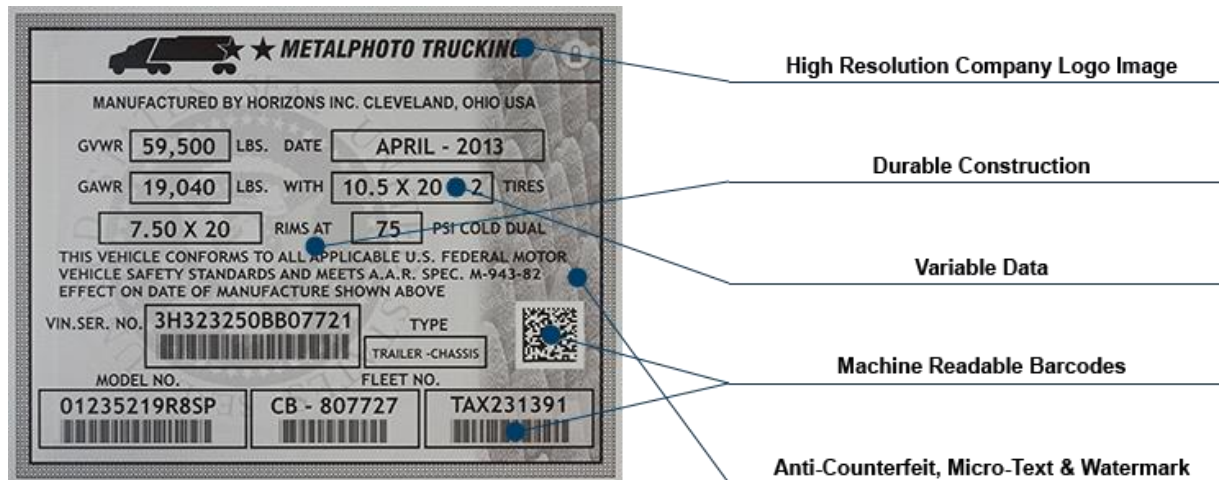 METALPHOTO TRUCKING
MANUFACTURED BY HORIZONS INC. CLEVELAND, OHIO USA
GVWR 59,500 LBS. DATE APRIL - 2013
GAWR 19,040 LBS. WITH 10.5 X 20 2 TIRES
7.50 X 20 RIMS AT 75 PSI COLD DUAL
THIS VEHICLE CONFORMS TO ALL APPLICABLE U.S. FEDERAL MOTOR
VEHICLE SAFETY STANDARDS AND MEETS A.A.R. SPEC. M-943-82
EFFECT ON DATE OF MANUFACTURE SHOWN ABOVE
VIN.SER. NO. 3H323250BB07721 TYPE
TRAILER -CHASSIS
MODEL NO. FLEET NO.
01235219R8SP CB - 807727 TAX231391
High Resolution Company Logo Image
Durable Construction
Variable Data
Machine Readable Barcodes
Anti-Counterfeit, Micro-Text & Watermark